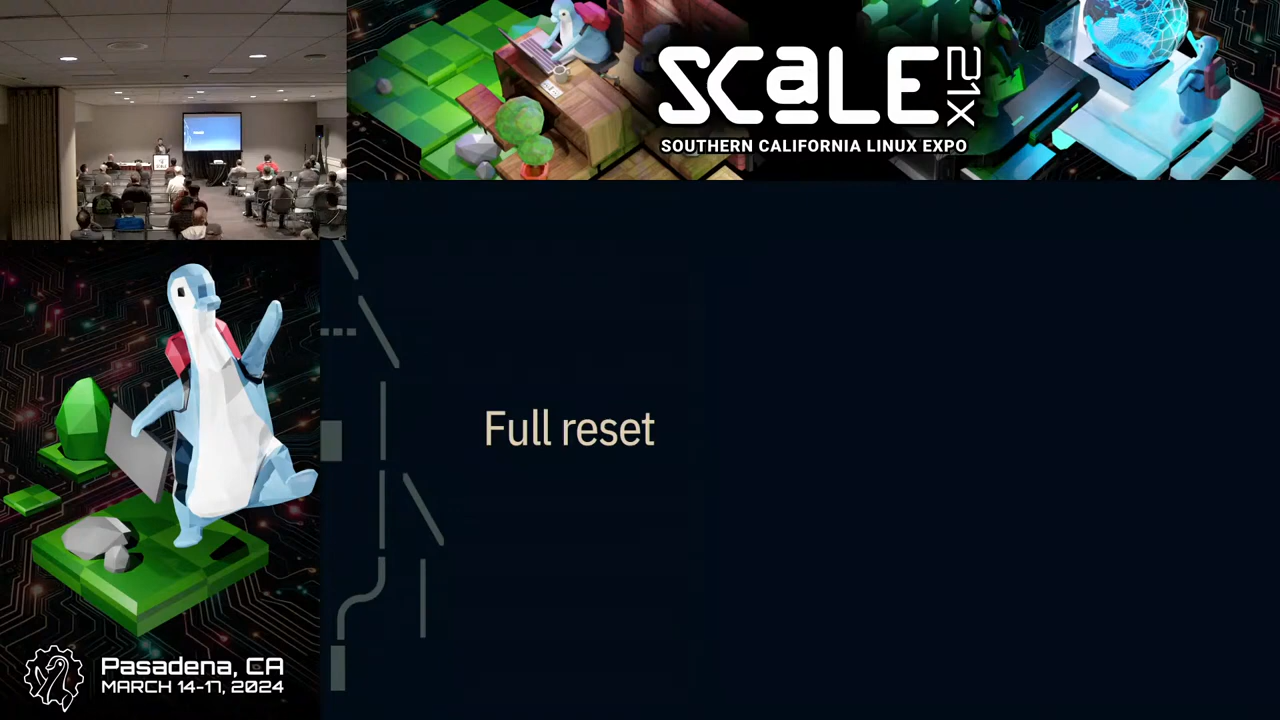 SCaLE 21X
SOUTHERN CALIFORNIA LINUX EXPO
Full reset
Pasadena, CA
MARCH 14-17, 2024